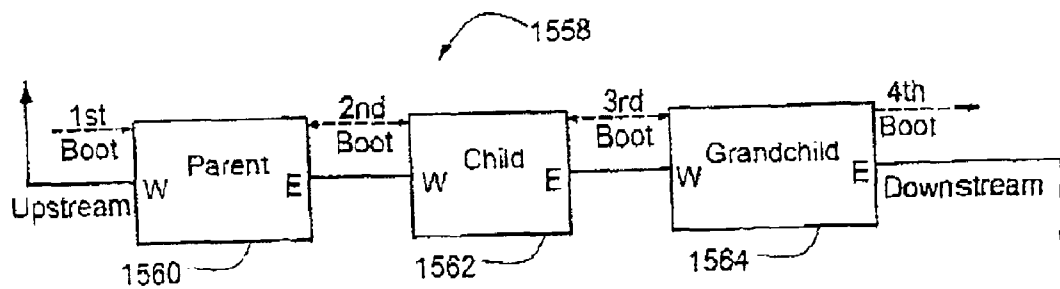 1558
1st
Boot
2nd
Boot
3rd
Boot
4th
Boot
Parent
Child
Grandchild
W
E
W
E
W
E
Upstream
Downstream
1560
1562
1564